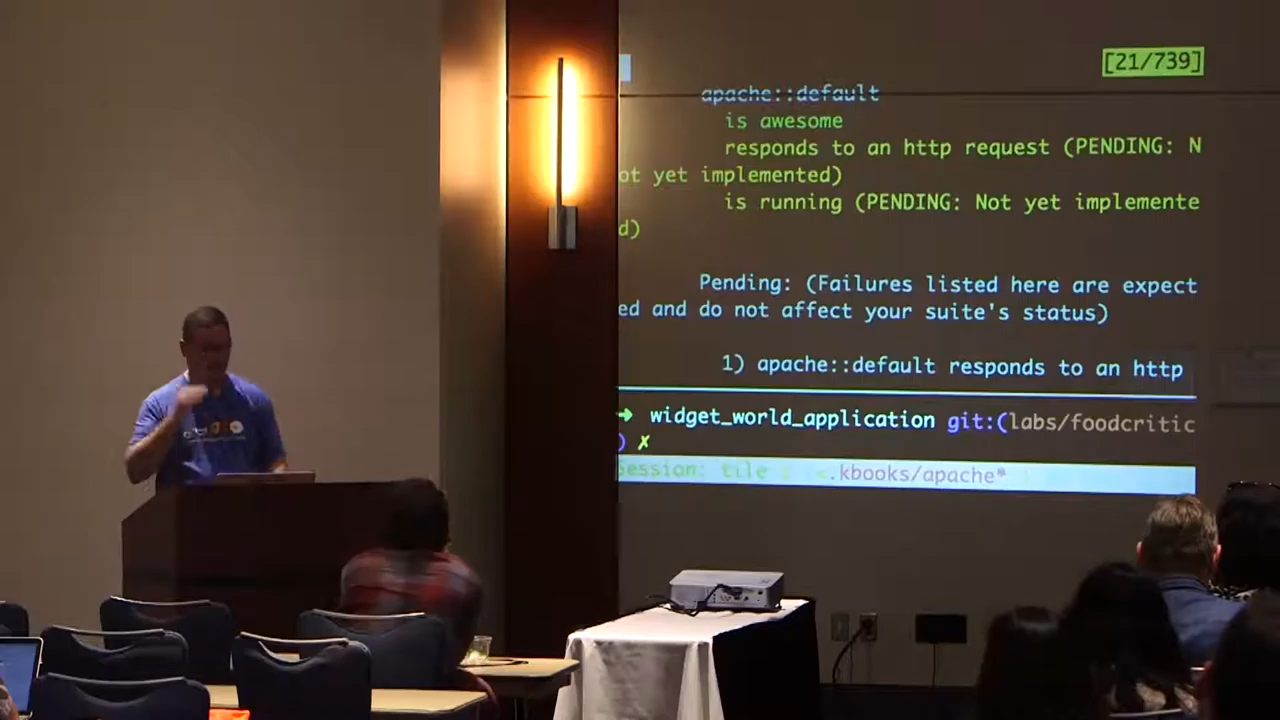 [21/739]
apache::default
is awesome
responds to an http request (PENDING: N
ot yet implemented)
is running (PENDING: Not yet implemente
d)
Pending: (Failures listed here are expect
ed and do not affect your suite's status)
1) apache::default responds to an http
➜ widget_world_application git:(labs/foodcritic
) ✗
Session: tile .kbooks/apache*